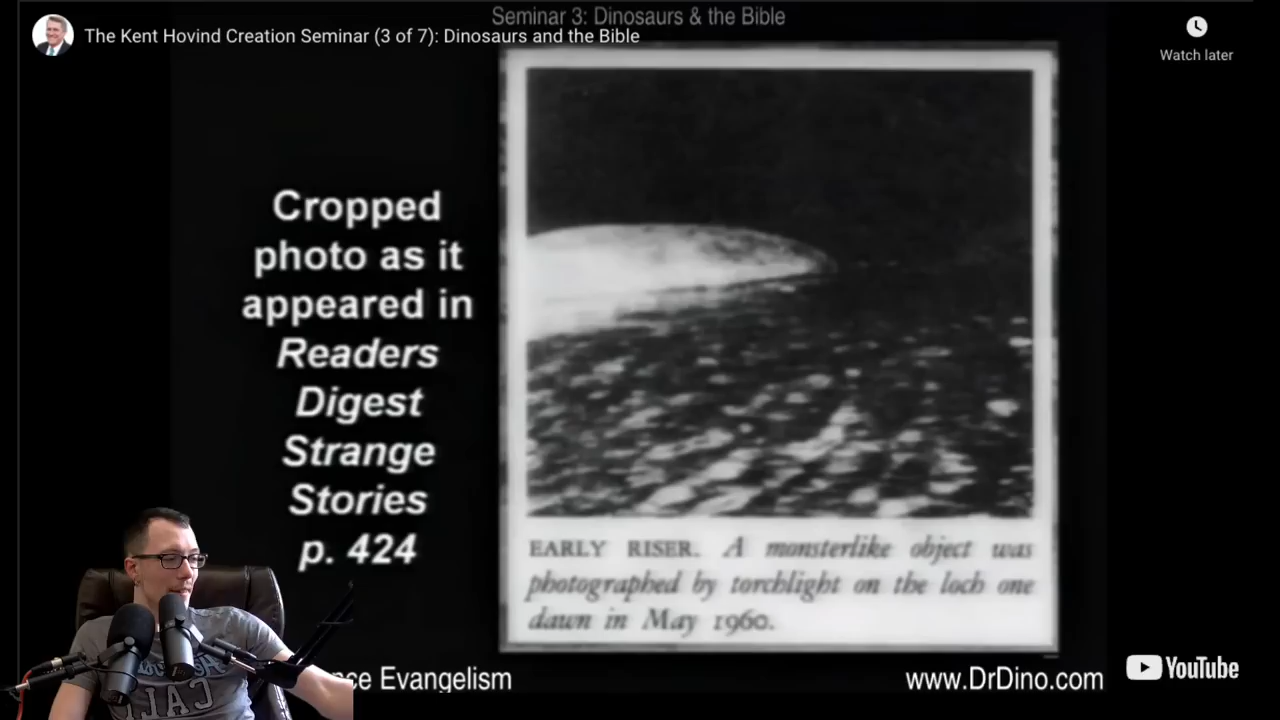 Seminar 3: Dinosaurs & the Bible
The Kent Hovind Creation Seminar (3 of 7): Dinosaurs and the Bible
Watch later
Cropped
photo as it
appeared in
Readers
Digest
Strange
Stories
p. 424
EARLY RISER. A monsterlike object was
photographed by torchlight on the loch one
dawn in May 1960.
Evangelism
www.DrDino.com
YouTube